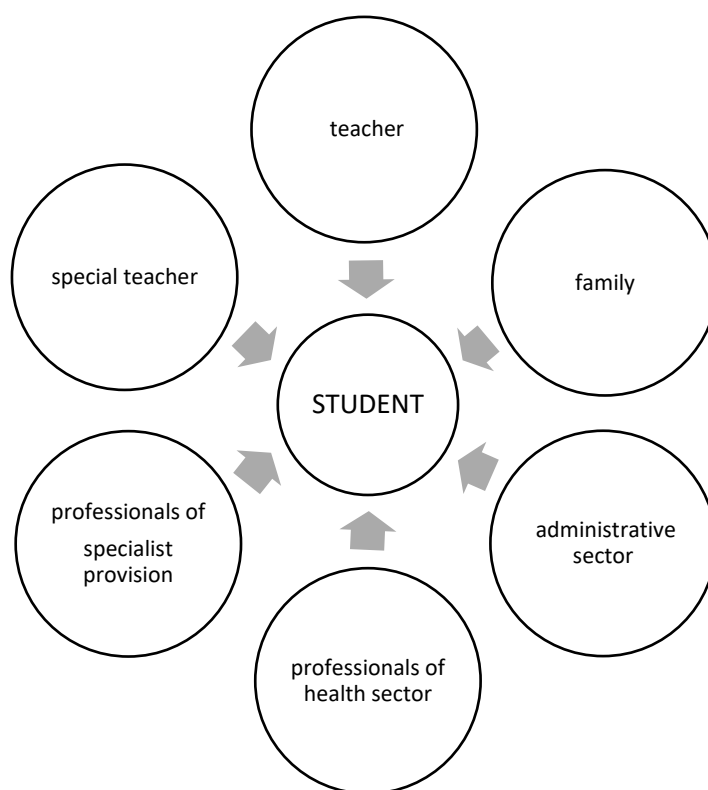 teacher
special teacher
family
STUDENT
professionals of
specialist
provision
administrative
sector
professionals of
health sector